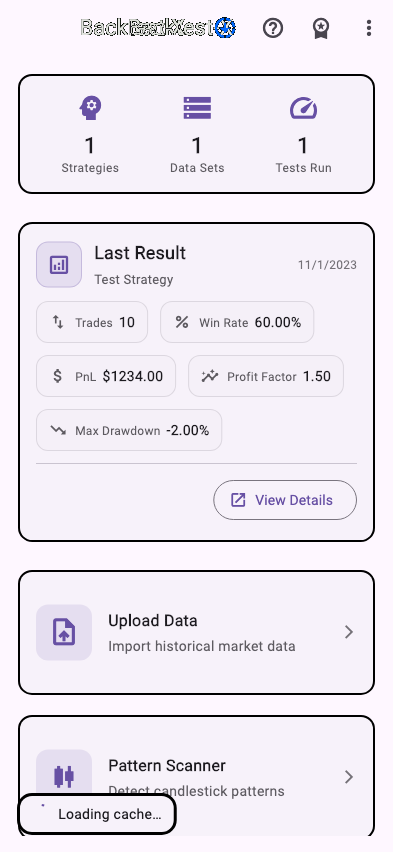 1
1
1
Strategies
Data Sets
Tests Run
Last Result
11/1/2023
Test Strategy
Trades 10
Win Rate 60.00%
PnL $1234.00
Profit Factor 1.50
Max Drawdown -2.00%
View Details
Upload Data
Import historical market data
Pattern Scanner
Detect candlestick patterns
Loading cache...